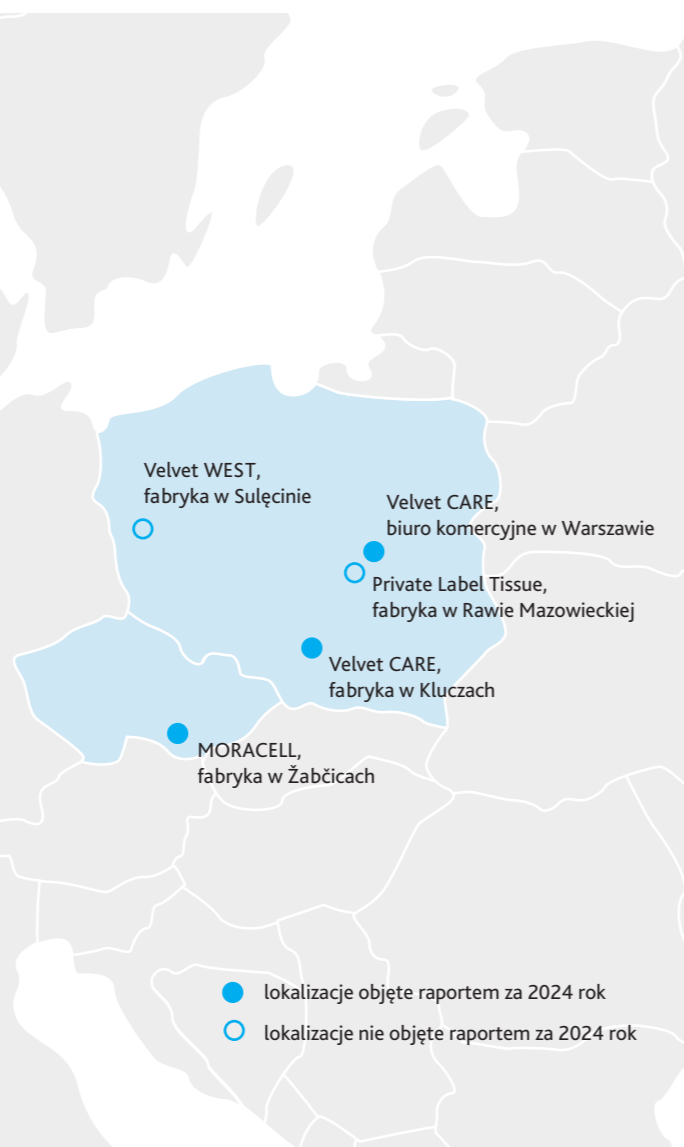 Velvet WEST,
fabryka w Sulęcinie
Velvet CARE,
biuro komercyjne w Warszawie
Private Label Tissue,
fabryka w Rawie Mazowieckiej
Velvet CARE,
fabryka w Kluczach
MORACELL,
fabryka w Žabčicach
lokalizacje objęte raportem za 2024 rok
lokalizacje nie objęte raportem za 2024 rok